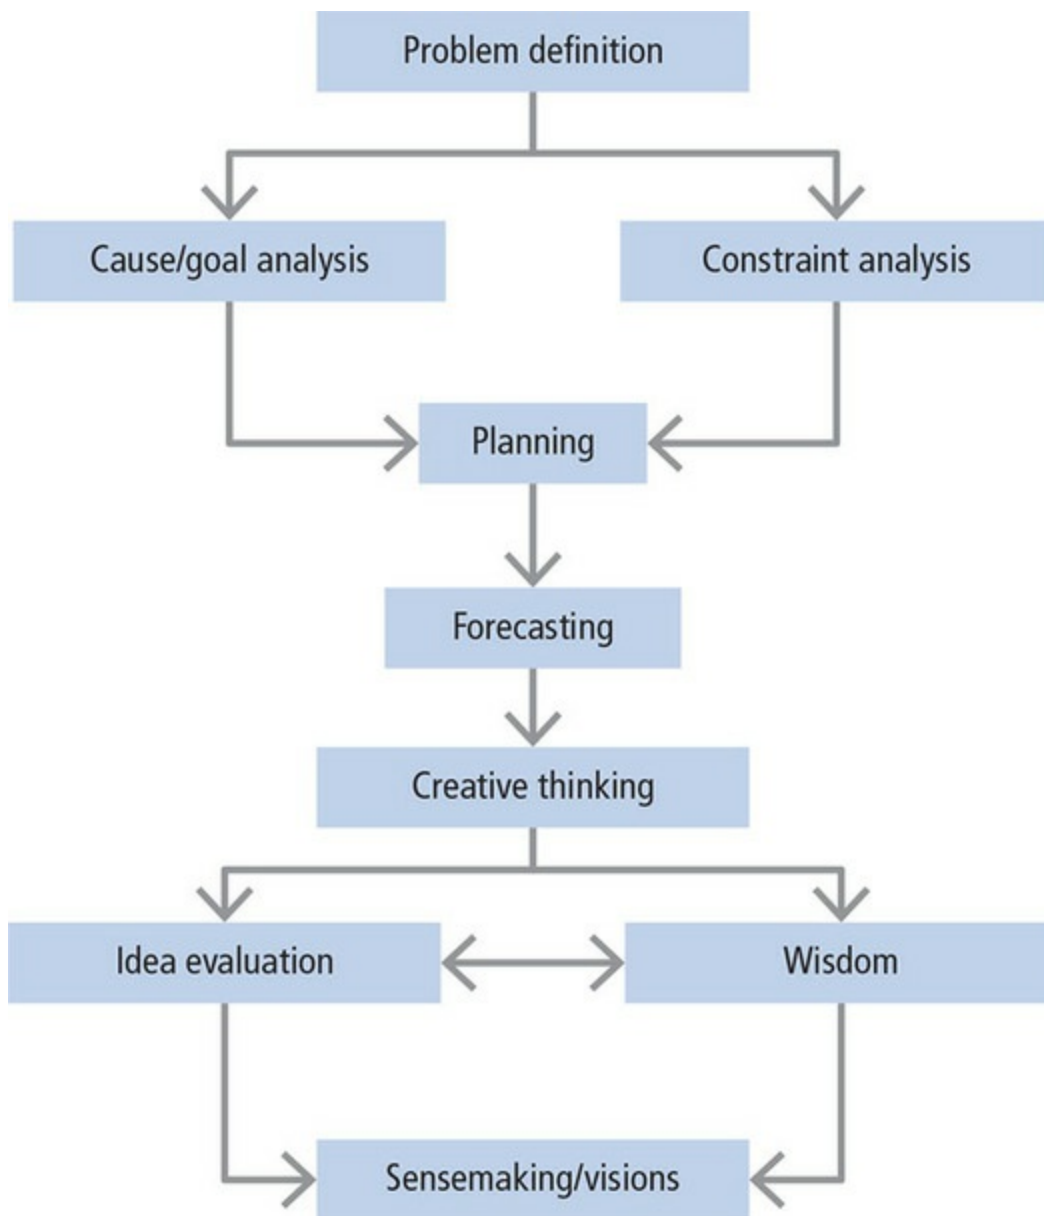 Problem definition
Cause/goal analysis
Constraint analysis
Planning
Forecasting
Creative thinking
Idea evaluation
Wisdom
Sensemaking/visions